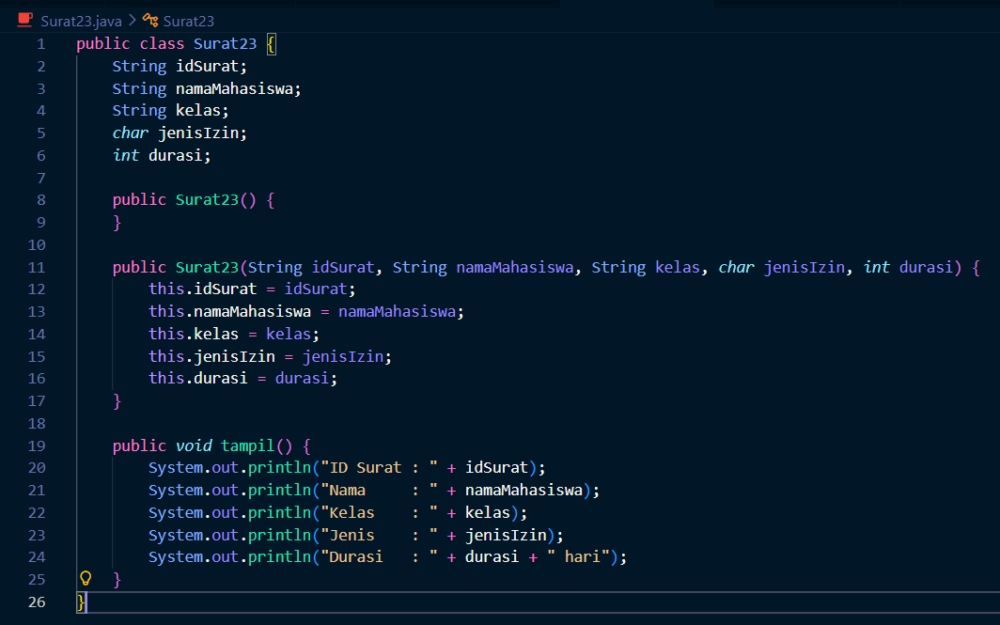 Surat23.java > Surat23
1 public class Surat23 {
2 String idSurat;
3 String namaMahasiswa;
4 String kelas;
5 char jenisIzin;
6 int durasi;
7
8 public Surat23() {
9 }
10
11 public Surat23(String idSurat, String namaMahasiswa, String kelas, char jenisIzin, int durasi) {
12 this.idSurat = idSurat;
13 this.namaMahasiswa = namaMahasiswa;
14 this.kelas = kelas;
15 this.jenisIzin = jenisIzin;
16 this.durasi = durasi;
17 }
18
19 public void tampil() {
20 System.out.println("ID Surat : " + idSurat);
21 System.out.println("Nama     : " + namaMahasiswa);
22 System.out.println("Kelas    : " + kelas);
23 System.out.println("Jenis    : " + jenisIzin);
24 System.out.println("Durasi   : " + durasi + " hari");
25 }
26 }